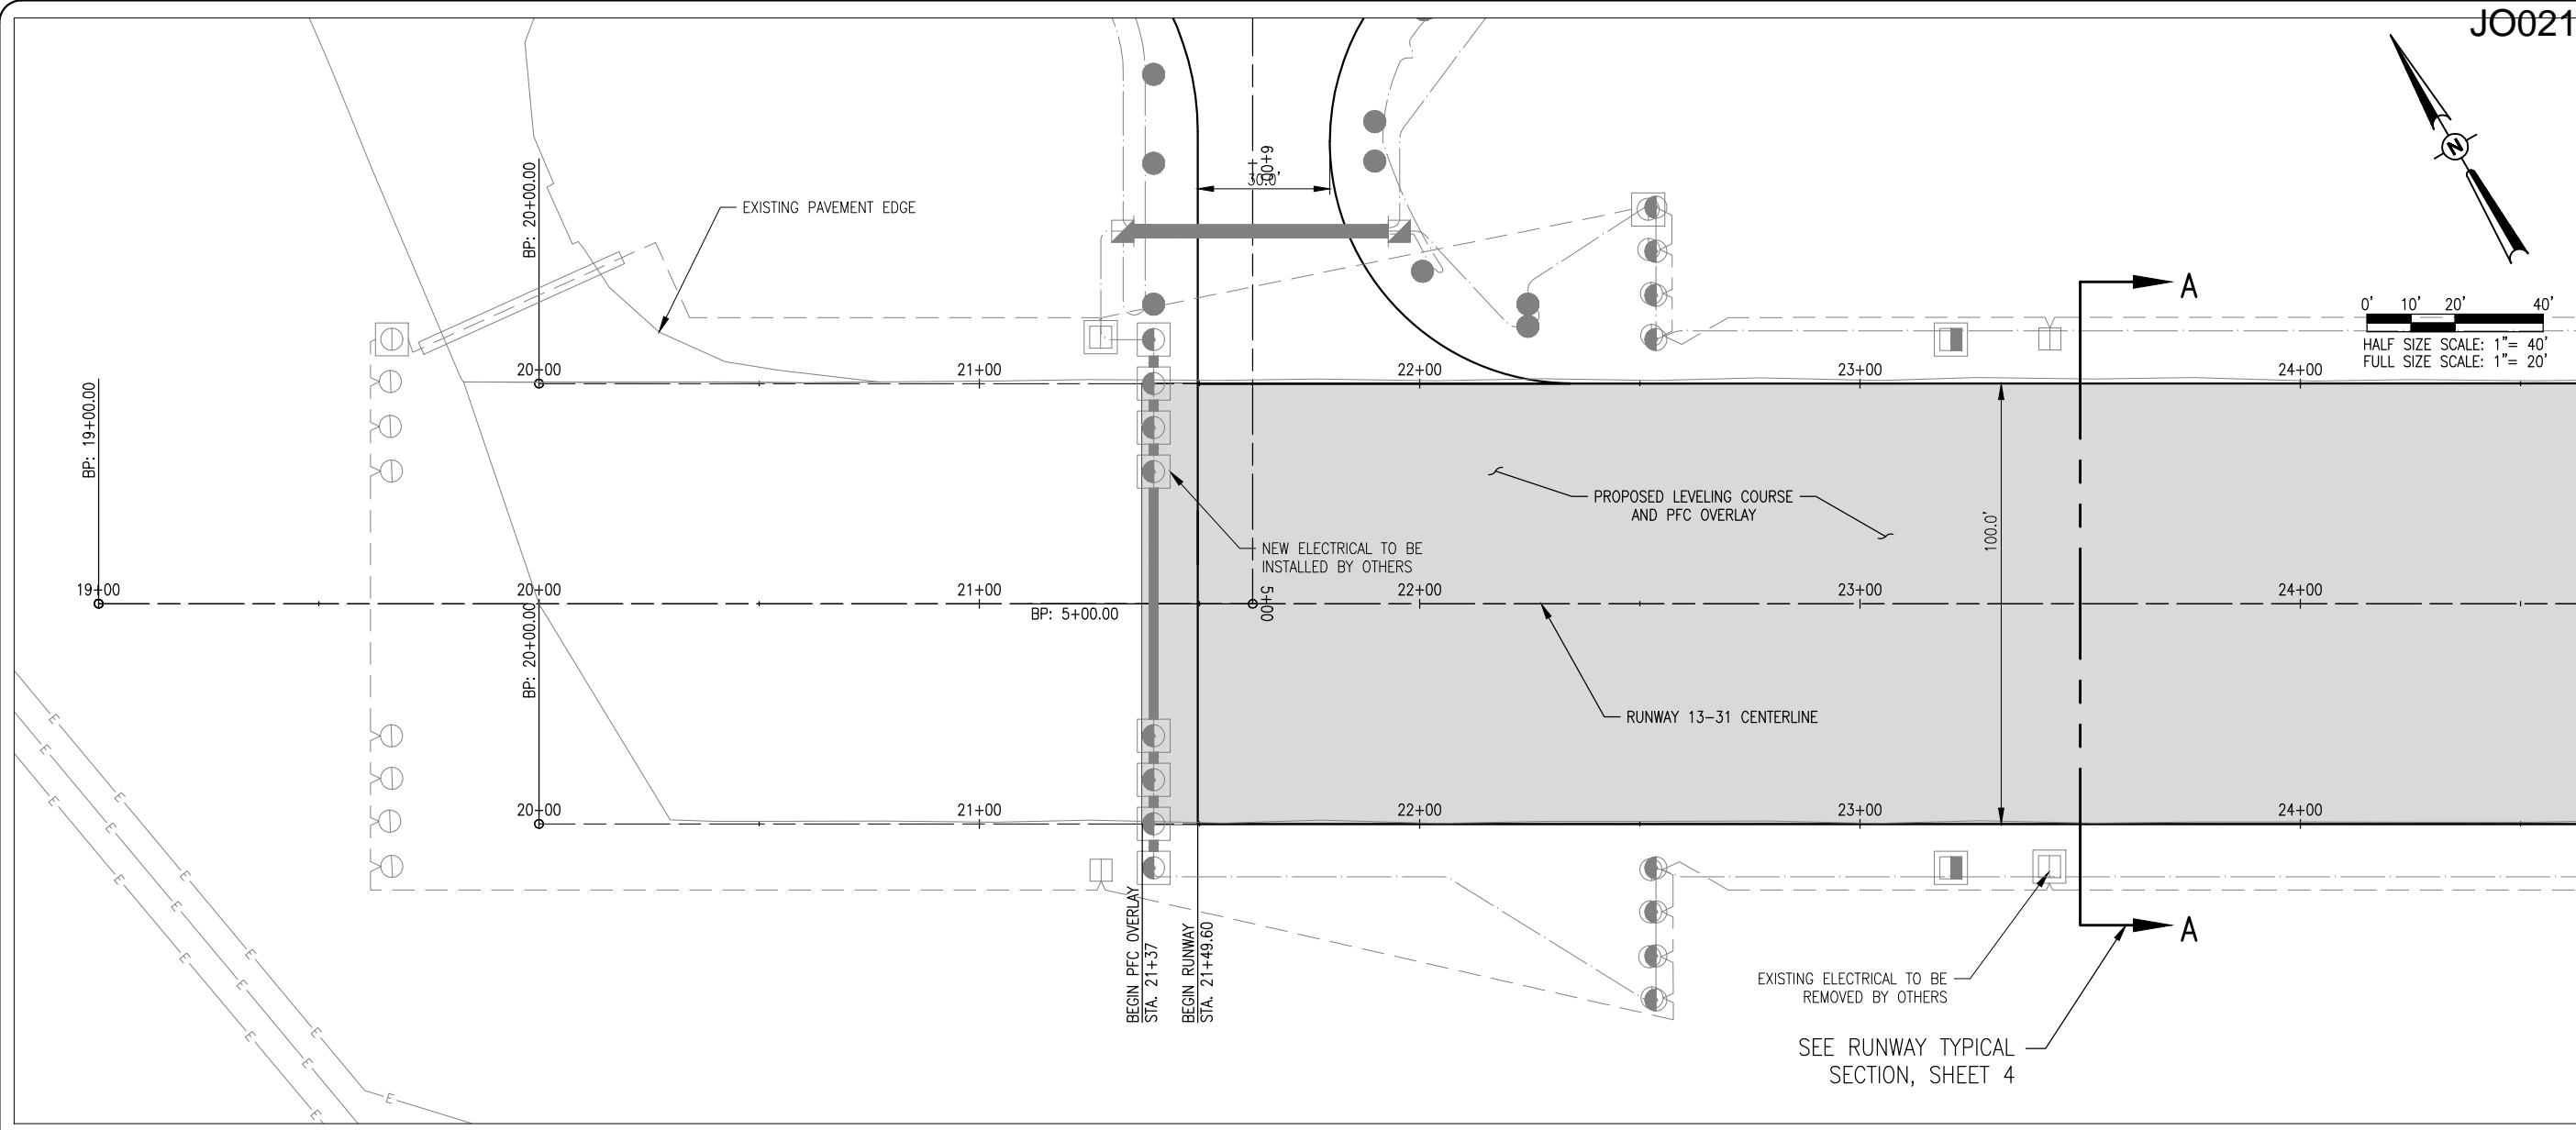 JO021
N
0' 10' 20' 40'
HALF SIZE SCALE: 1"= 40'
FULL SIZE SCALE: 1"= 20'
6+00
30.0'
EXISTING PAVEMENT EDGE
BP: 20+00.00
BP: 19+00.00
A
20+00 21+00 22+00 23+00 24+00
PROPOSED LEVELING COURSE
AND PFC OVERLAY
100.0'
NEW ELECTRICAL TO BE
INSTALLED BY OTHERS
19+00 20+00 21+00 22+00 23+00 24+00
5+00
BP: 5+00.00
BP: 20+00.00
RUNWAY 13-31 CENTERLINE
20+00 21+00 22+00 23+00 24+00
BEGIN PFC OVERLAY
STA. 21+37
BEGIN RUNWAY
STA. 21+49.60
A
EXISTING ELECTRICAL TO BE
REMOVED BY OTHERS
SEE RUNWAY TYPICAL
SECTION, SHEET 4
E E E E E E
E E E E E E
E E E E E E